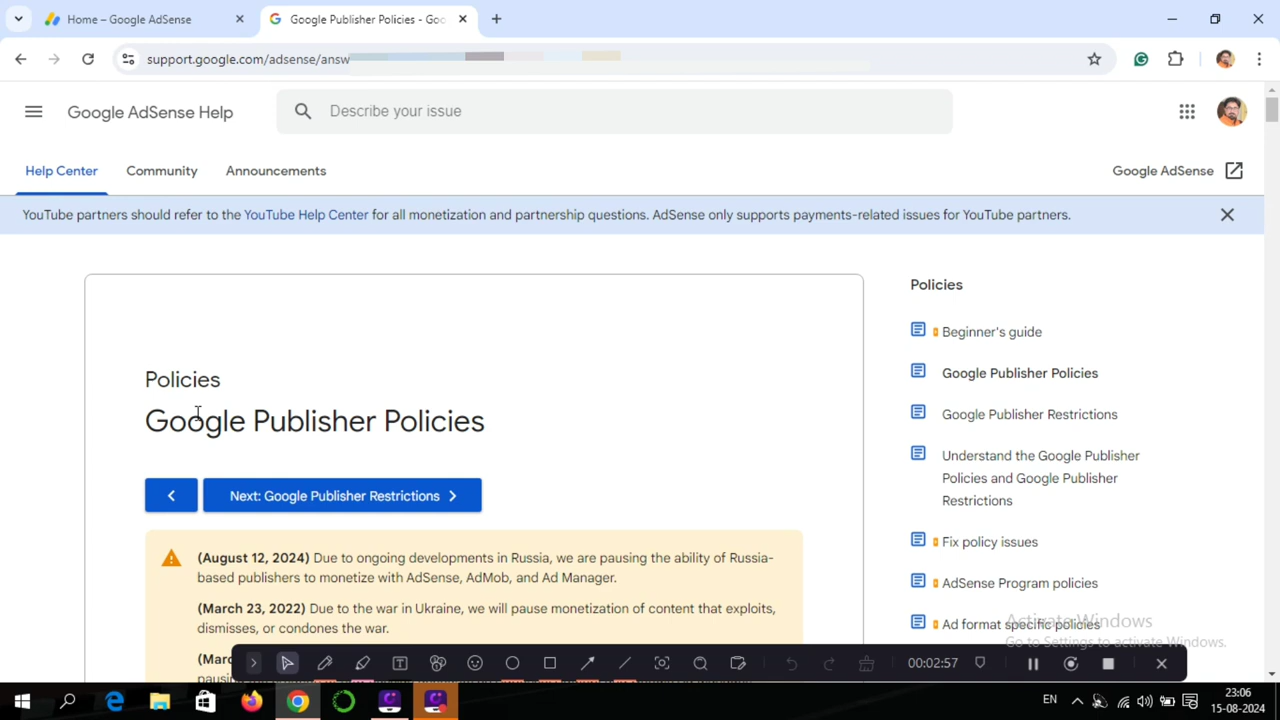 Home – Google AdSense
Google Publisher Policies - Goo
support.google.com/adsense/answ
Google AdSense Help
Describe your issue
Help Center
Community
Announcements
Google AdSense
YouTube partners should refer to the YouTube Help Center for all monetization and partnership questions. AdSense only supports payments-related issues for YouTube partners.
Policies
Google Publisher Policies
Next: Google Publisher Restrictions
(August 12, 2024) Due to ongoing developments in Russia, we are pausing the ability of Russia-
based publishers to monetize with AdSense, AdMob, and Ad Manager.
(March 23, 2022) Due to the war in Ukraine, we will pause monetization of content that exploits,
dismisses, or condones the war.
(Marc
Policies
Beginner's guide
Google Publisher Policies
Google Publisher Restrictions
Understand the Google Publisher
Policies and Google Publisher
Restrictions
Fix policy issues
AdSense Program policies
Ad format specific policies
Activate Windows
Go to Settings to activate Windows.
00:02:57
EN
23:06
15-08-2024